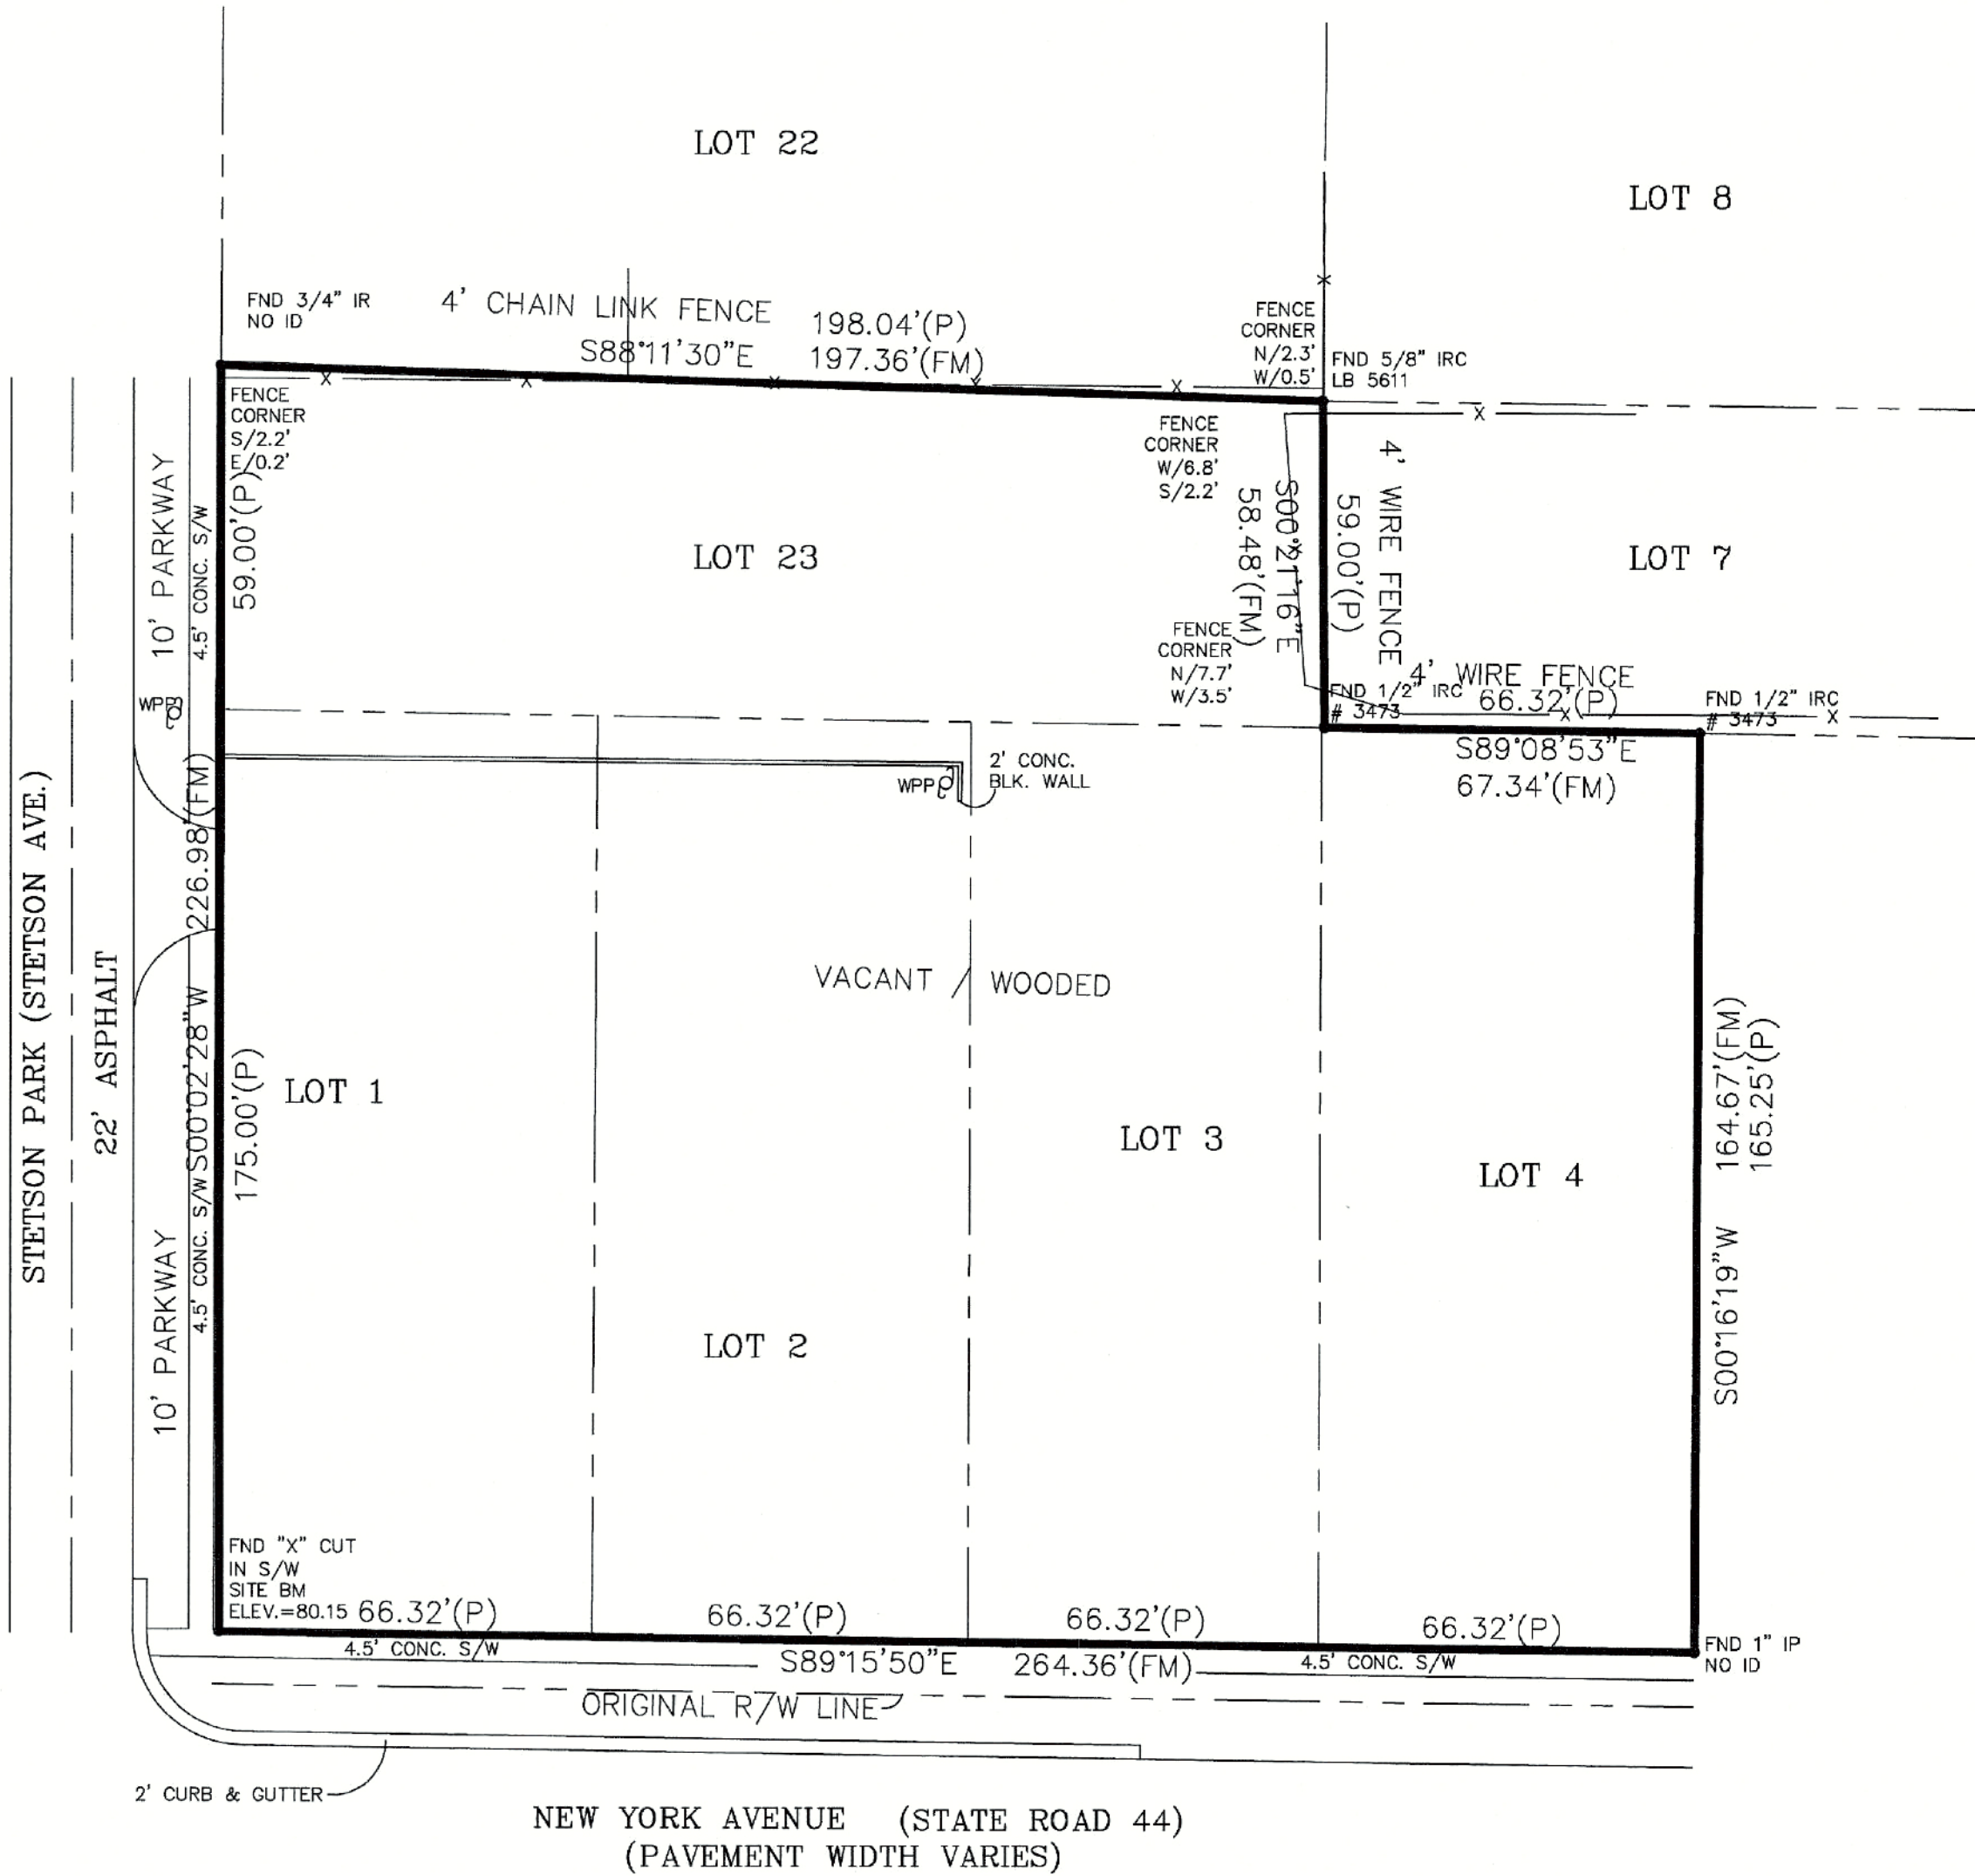 LOT 22
LOT 8
FND 3/4" IR
NO ID
4' CHAIN LINK FENCE
198.04'(P)
S88°11'30"E
197.36'(FM)
FENCE
CORNER
N/2.3'
W/0.5'
FND 5/8" IRC
LB 5611
FENCE
CORNER
S/2.2'
E/0.2'
FENCE
CORNER
W/6.8'
S/2.2'
10' PARKWAY
4.5' CONC. S/W
59.00'(P)
LOT 23
58.48'(FM)
S00°21'16"E
59.00'(P)
4' WIRE FENCE
LOT 7
FENCE
CORNER
N/7.7'
W/3.5'
4' WIRE FENCE
FND 1/2" IRC
# 3473
66.32'(P)
FND 1/2" IRC
# 3473
S89°08'53"E
67.34'(FM)
WPP
2' CONC.
BLK. WALL
WPP
226.98'(FM)
STETSON PARK (STETSON AVE.)
22' ASPHALT
VACANT / WOODED
S00°02'28"W
175.00'(P)
LOT 1
LOT 3
LOT 4
164.67'(FM)
165.25'(P)
S00°16'19"W
10' PARKWAY
4.5' CONC. S/W
LOT 2
FND "X" CUT
IN S/W
SITE BM
ELEV.=80.15
66.32'(P)
66.32'(P)
66.32'(P)
66.32'(P)
FND 1" IP
NO ID
4.5' CONC. S/W
S89°15'50"E
264.36'(FM)
4.5' CONC. S/W
ORIGINAL R/W LINE
2' CURB & GUTTER
NEW YORK AVENUE (STATE ROAD 44)
(PAVEMENT WIDTH VARIES)